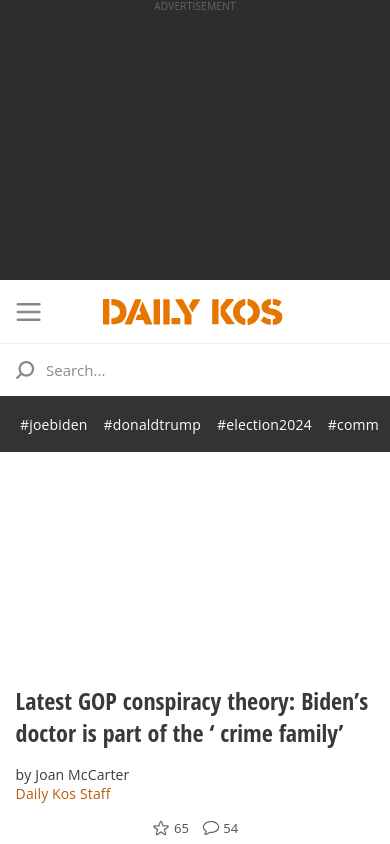 ADVERTISEMENT
DAILY KOS
Search...
#joebiden #donaldtrump #election2024 #comm
Latest GOP conspiracy theory: Biden’s
doctor is part of the ‘ crime family’
by Joan McCarter
Daily Kos Staff
65 54